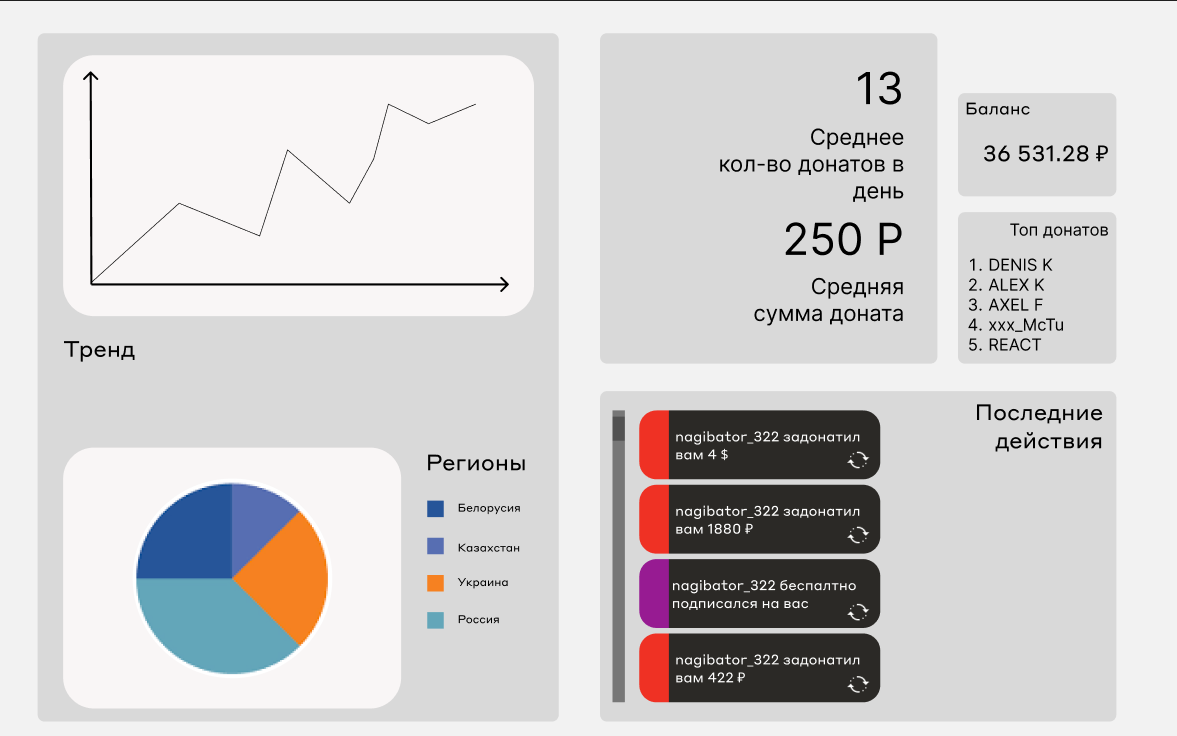 Тренд
Регионы
Белорусия
Казахстан
Украина
Россия
13
Среднее
кол-во донатов в
день
250 Р
Средняя
сумма доната
Баланс
36 531.28 ₽
Топ донатов
1. DENIS K
2. ALEX K
3. AXEL F
4. xxx_McTu
5. REACT
Последние
действия
nagibator_322 задонатил
вам 4 $
nagibator_322 задонатил
вам 1880 ₽
nagibator_322 беспалтно
подписался на вас
nagibator_322 задонатил
вам 422 ₽